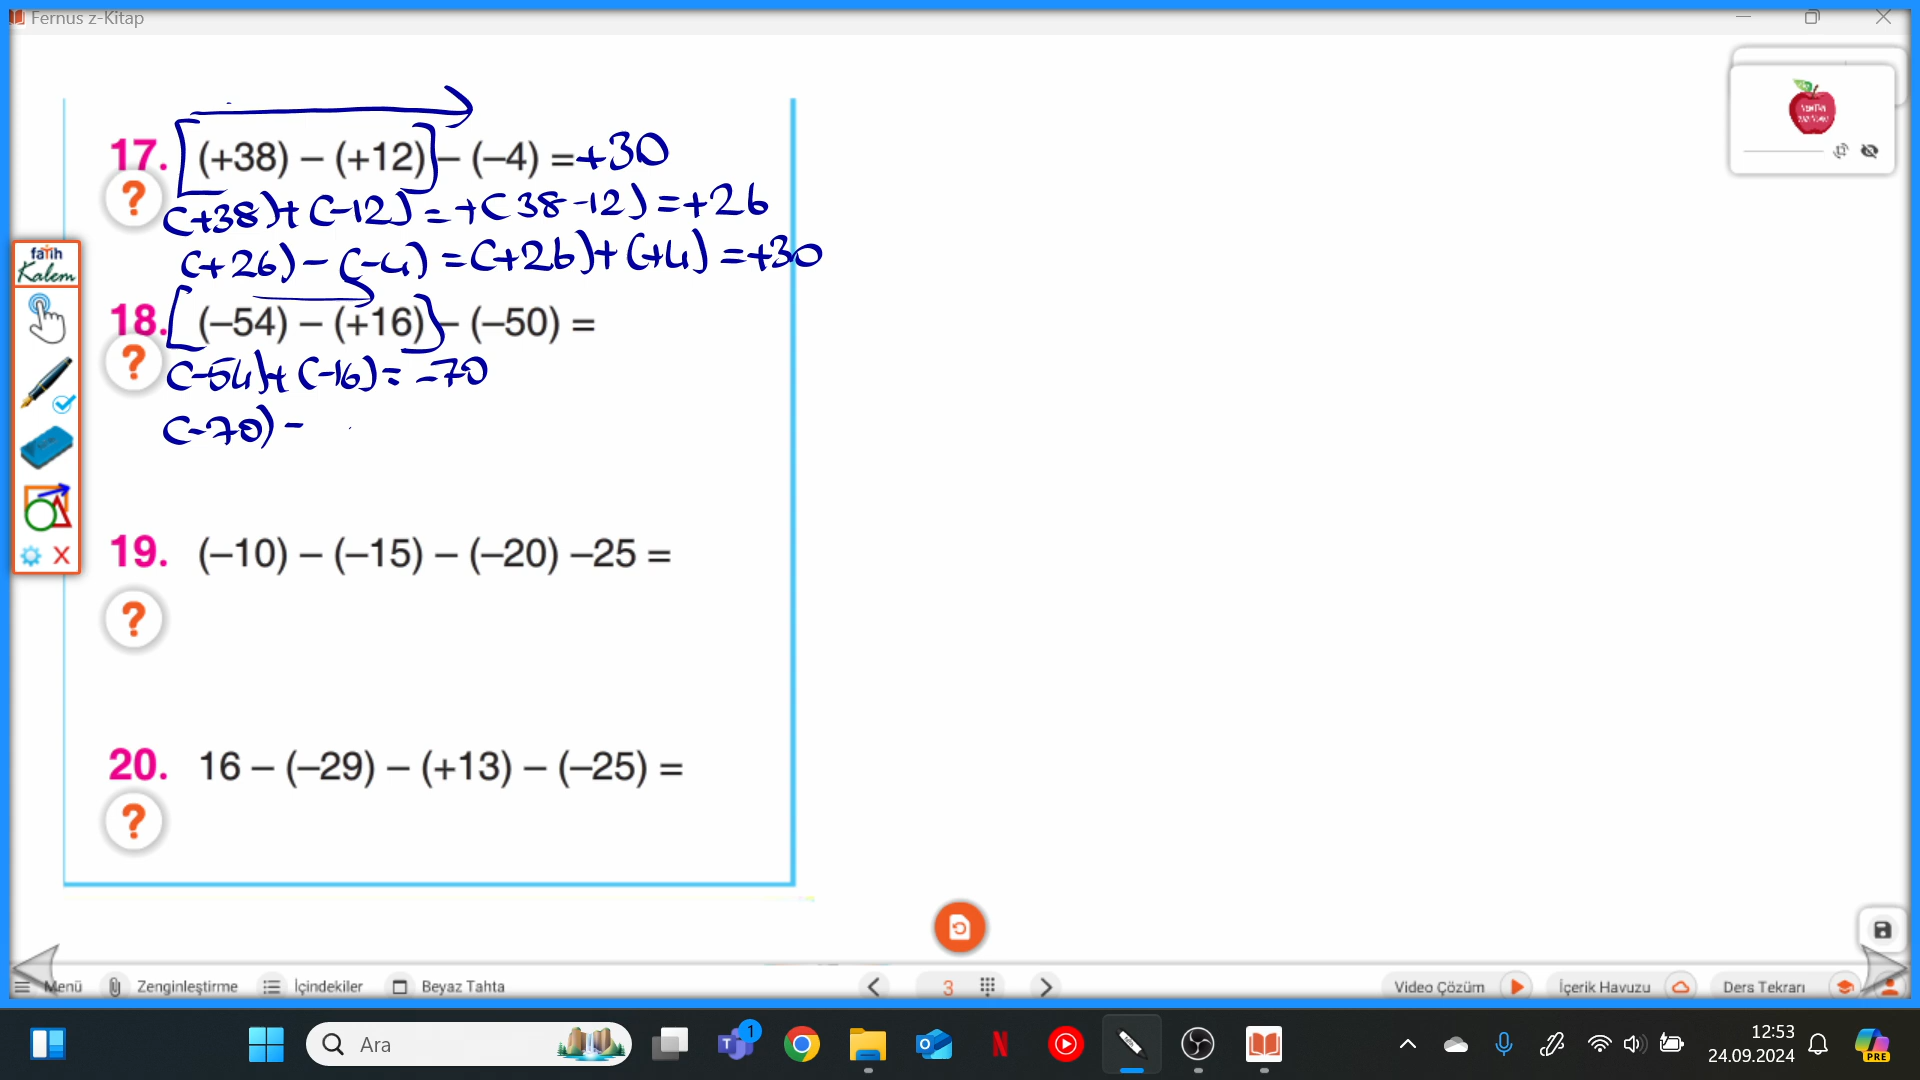 Fernus z-Kitap
17. [(+38) – (+12)] – (–4) = +30
(+38)+(-12) = +(38-12) = +26
(+26) - (-4) = (+26)+(+4) = +30
18. [(–54) – (+16)] – (–50) =
(-54)+(-16) = -70
(-70) -
19. (–10) – (–15) – (–20) –25 =
20. 16 – (–29) – (+13) – (–25) =
?
?
?
?
fatih
Kalem
Menü Zenginleştirme İçindekiler Beyaz Tahta 3 Video Çözüm İçerik Havuzu Ders Tekrarı
Ara
1
12:53
24.09.2024
PRE